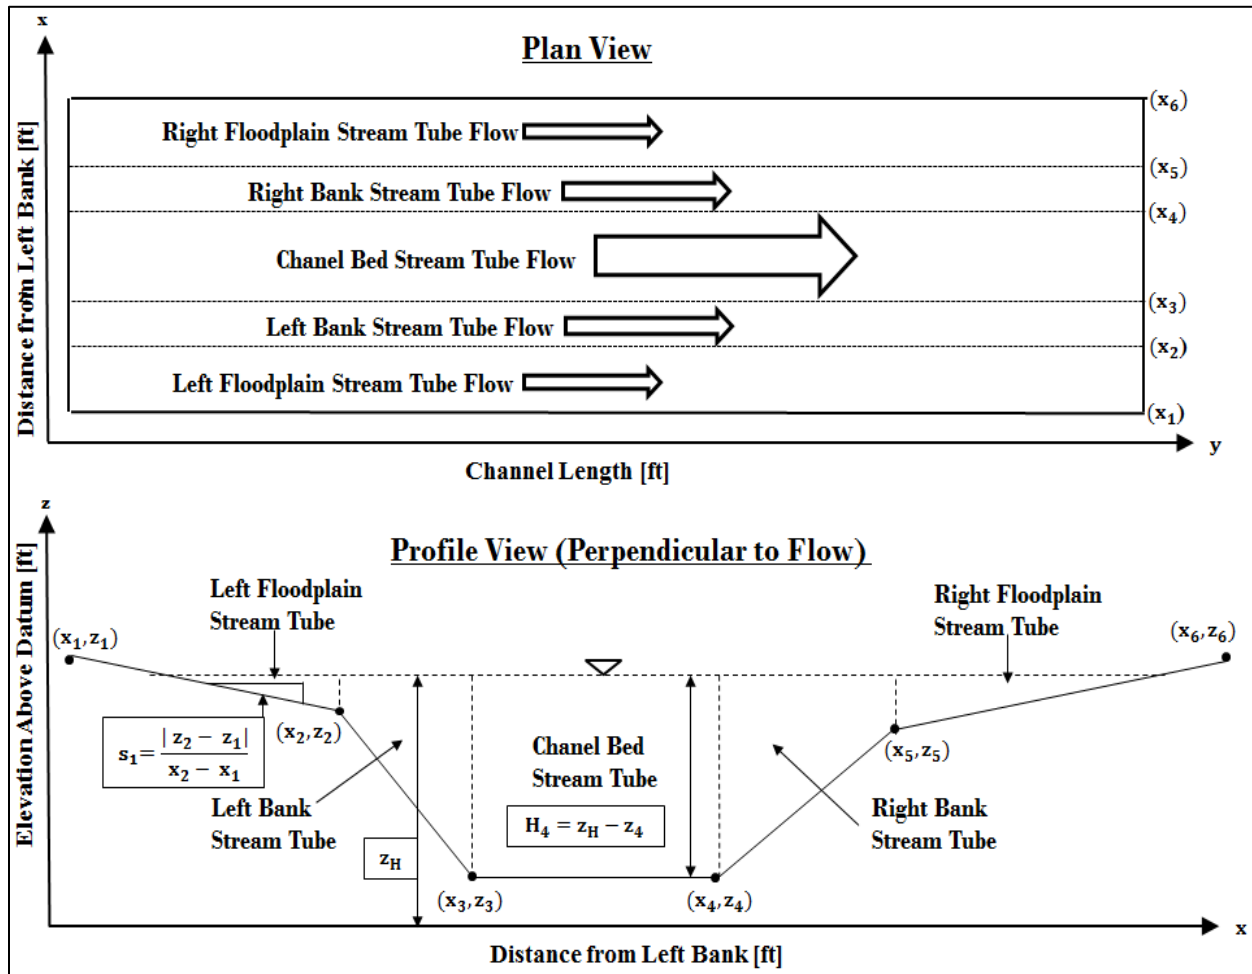 x
Plan View
(x₆)
Right Floodplain Stream Tube Flow
(x₅)
Right Bank Stream Tube Flow
(x₄)
Chanel Bed Stream Tube Flow
(x₃)
Left Bank Stream Tube Flow
(x₂)
Left Floodplain Stream Tube Flow
(x₁)
Distance from Left Bank [ft]
y
Channel Length [ft]
z
Profile View (Perpendicular to Flow)
Elevation Above Datum [ft]
Left Floodplain
Stream Tube
Right Floodplain
Stream Tube
(x₁, z₁)
(x₆, z₆)
s₁= | z₂ − z₁| / x₂ − x₁
(x₂, z₂)
Chanel Bed
Stream Tube
(x₅, z₅)
Left Bank
Stream Tube
H₄ = z_H − z₄
Right Bank
Stream Tube
z_H
(x₃, z₃)
(x₄, z₄)
x
Distance from Left Bank [ft]